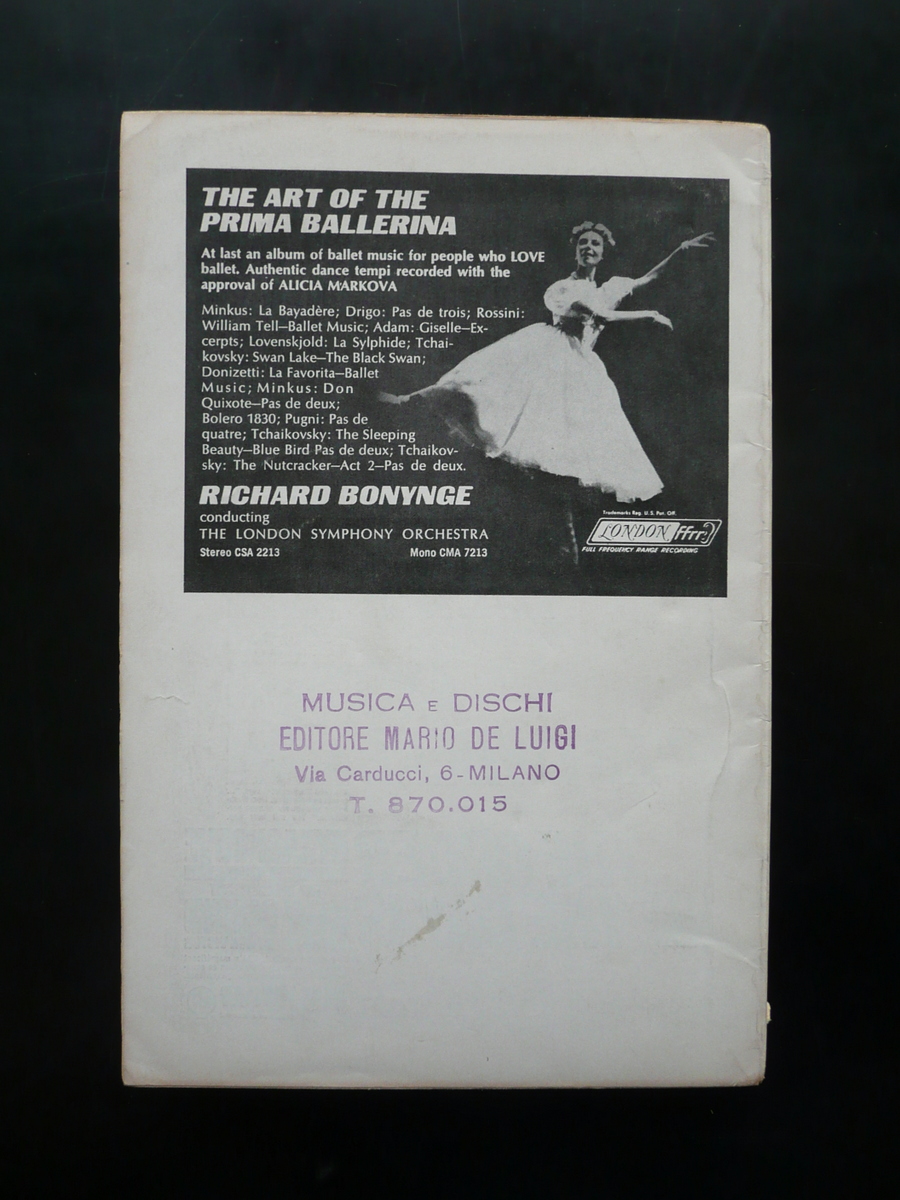 THE ART OF THE
PRIMA BALLERINA
At last an album of ballet music for people who LOVE
ballet. Authentic dance tempi recorded with the
approval of ALICIA MARKOVA
Minkus: La Bayadère; Drigo: Pas de trois; Rossini:
William Tell—Ballet Music; Adam: Giselle—Ex-
cerpts; Lovenskjold: La Sylphide; Tchai-
kovsky: Swan Lake—The Black Swan;
Donizetti: La Favorita—Ballet
Music; Minkus: Don
Quixote—Pas de deux;
Bolero 1830; Pugni: Pas de
quatre; Tchaikovsky: The Sleeping
Beauty—Blue Bird Pas de deux; Tchaikov-
sky: The Nutcracker—Act 2—Pas de deux.
RICHARD BONYNGE
conducting
THE LONDON SYMPHONY ORCHESTRA
Stereo CSA 2213 Mono CMA 7213
Trademarks Reg. U.S. Pat. Off.
LONDON ffrr
FULL FREQUENCY RANGE RECORDING
MUSICA E DISCHI
EDITORE MARIO DE LUIGI
Via Carducci, 6-MILANO
T. 870.015